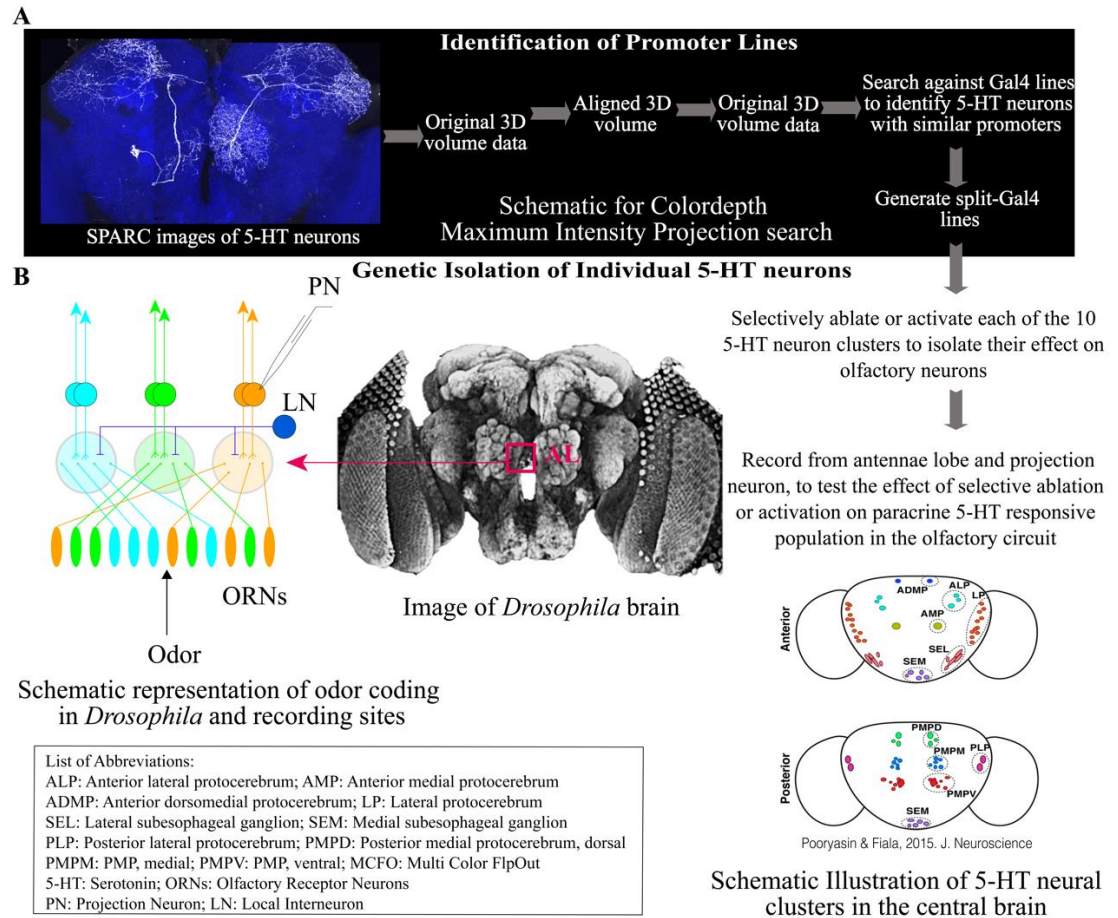 A
Identification of Promoter Lines
Original 3D
volume data
Aligned 3D
volume
Original 3D
volume data
Search against Gal4 lines
to identify 5-HT neurons
with similar promoters
Generate split-Gal4
lines
SPARC images of 5-HT neurons
Schematic for Colordepth
Maximum Intensity Projection search
B
Genetic Isolation of Individual 5-HT neurons
PN
LN
AL
ORNs
Odor
Image of Drosophila brain
Schematic representation of odor coding
in Drosophila and recording sites
Selectively ablate or activate each of the 10
5-HT neuron clusters to isolate their effect on
olfactory neurons
Record from antennae lobe and projection
neuron, to test the effect of selective ablation
or activation on paracrine 5-HT responsive
population in the olfactory circuit
Anterior
ADMP
ALP
LP
AMP
SEL
SEM
Posterior
PMPD
PMPM
PLP
PMPV
SEM
Pooryasin & Fiala, 2015. J. Neuroscience
Schematic Illustration of 5-HT neural
clusters in the central brain
List of Abbreviations:
ALP: Anterior lateral protocerebrum; AMP: Anterior medial protocerebrum
ADMP: Anterior dorsomedial protocerebrum; LP: Lateral protocerebrum
SEL: Lateral subesophageal ganglion; SEM: Medial subesophageal ganglion
PLP: Posterior lateral protocerebrum; PMPD: Posterior medial protocerebrum, dorsal
PMPM: PMP, medial; PMPV: PMP, ventral; MCFO: Multi Color FlpOut
5-HT: Serotonin; ORNs: Olfactory Receptor Neurons
PN: Projection Neuron; LN: Local Interneuron